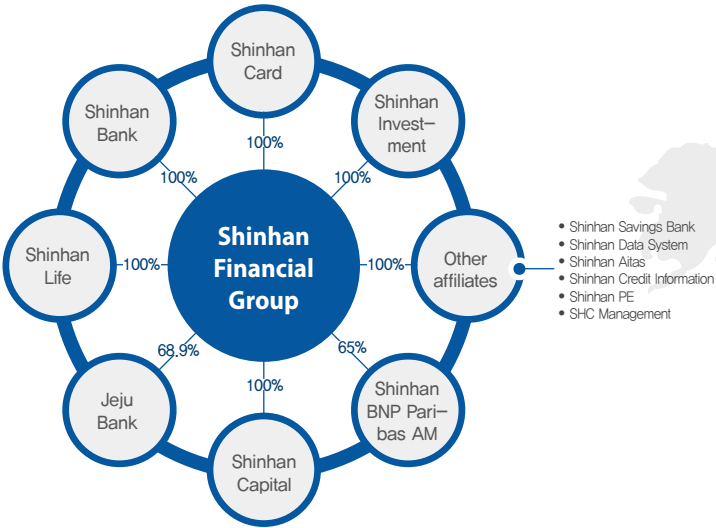 Shinhan
Card
Shinhan
Invest-
ment
Shinhan
Bank
100%
100%
100%
Shinhan
Financial
Group
Shinhan
Life
100%
100%
Other
affiliates
• Shinhan Savings Bank
• Shinhan Data System
• Shinhan Aitas
• Shinhan Credit Information
• Shinhan PE
• SHC Management
68.9%
65%
100%
Jeju
Bank
Shinhan
BNP Pari-
bas AM
Shinhan
Capital